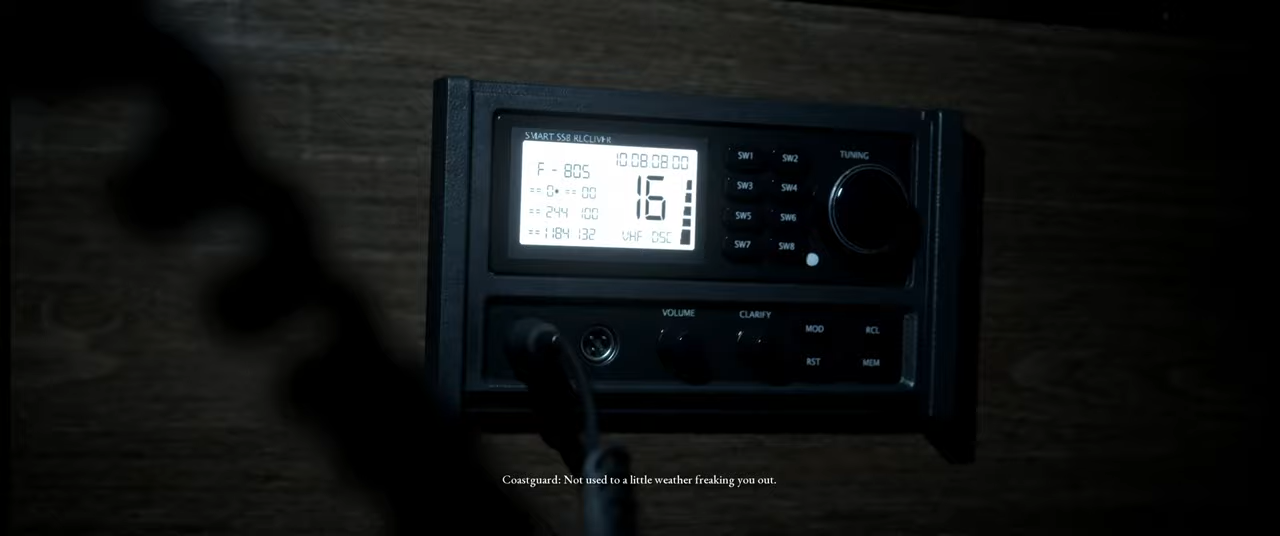 SMART SSB RECEIVER
10:08:08:00
F - 805
16
== 0• == 00
== 244 100
== 1184 132
VHF DSC
SW1 SW2
SW3 SW4
SW5 SW6
SW7 SW8
TUNING
VOLUME CLARIFY
MOD RCL
RST MEM
Coastguard: Not used to a little weather freaking you out.